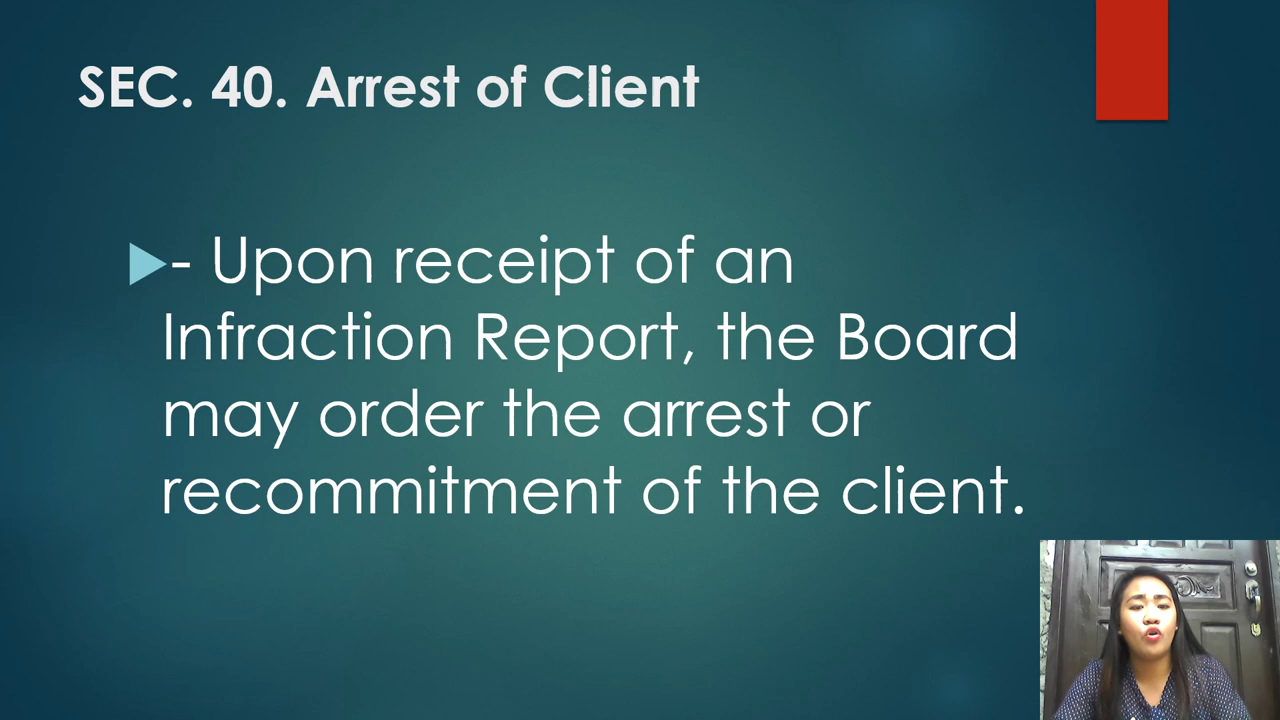 SEC. 40. Arrest of Client
- Upon receipt of an
Infraction Report, the Board
may order the arrest or
recommitment of the client.